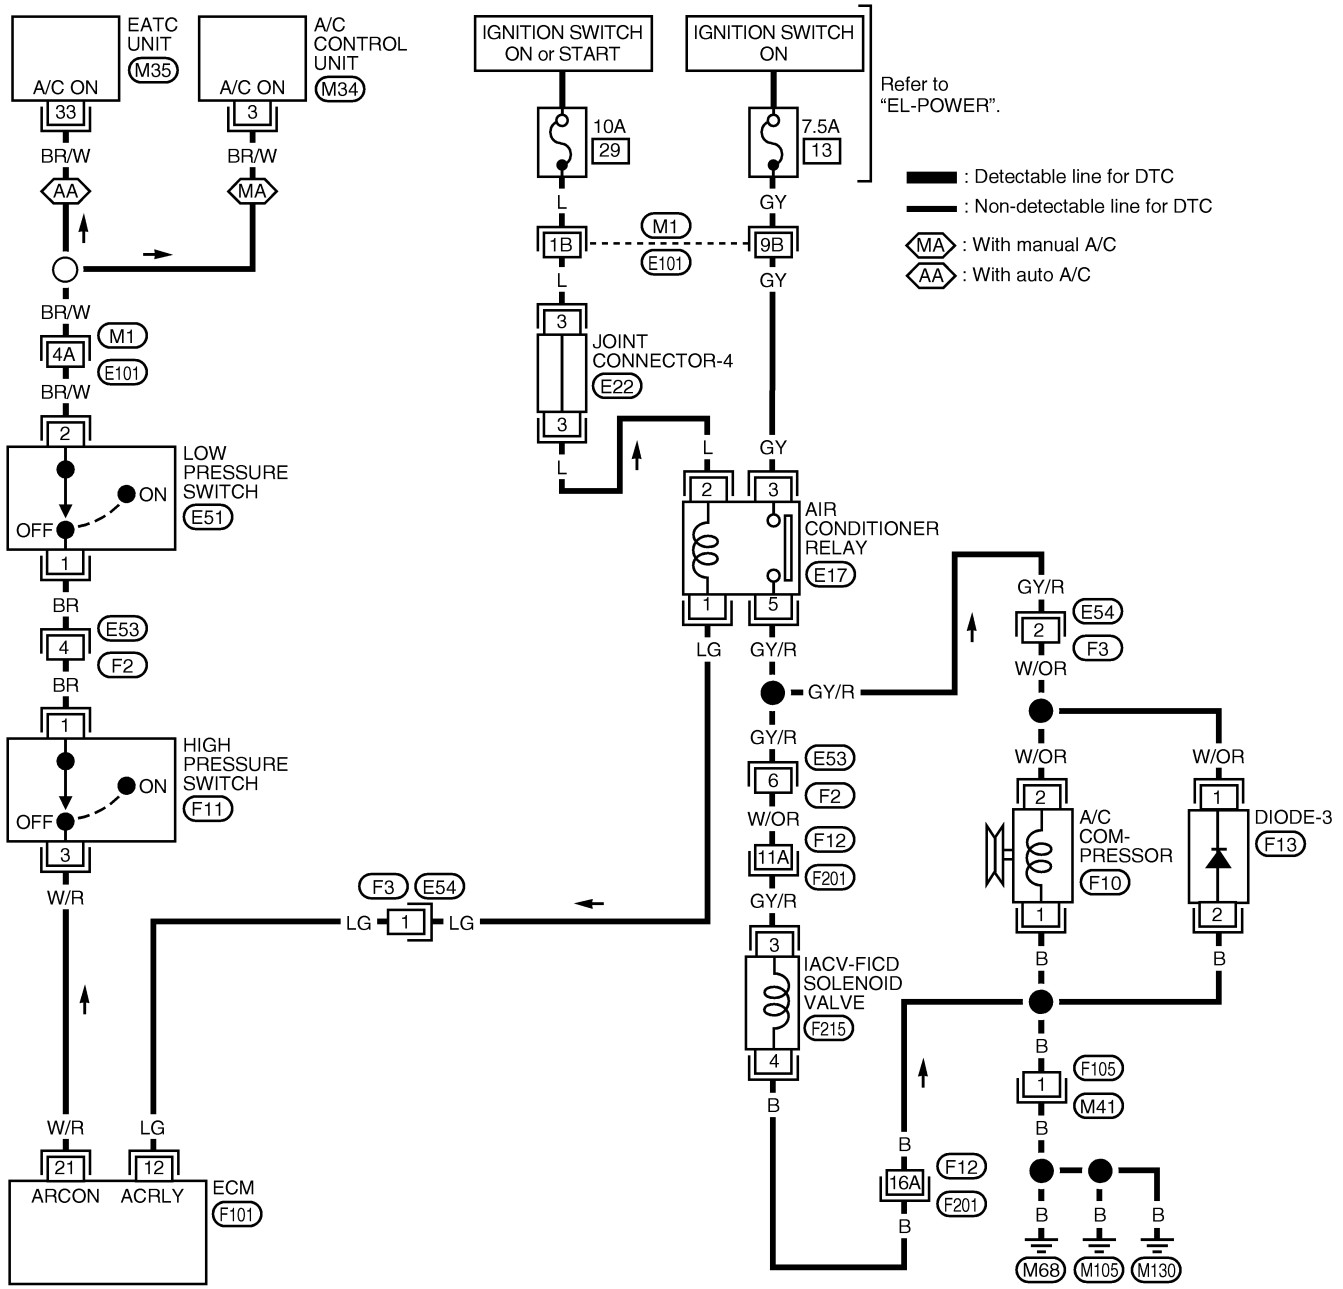 EATC
UNIT
M35
A/C ON
33
BR/W
AA
A/C
CONTROL
UNIT
M34
A/C ON
3
BR/W
MA
BR/W
4A
M1
E101
BR/W
2
LOW
PRESSURE
SWITCH
E51
ON
OFF
1
BR
4
E53
F2
BR
1
HIGH
PRESSURE
SWITCH
F11
ON
OFF
3
W/R
W/R
21
ARCON
LG
12
ACRLY
ECM
F101
IGNITION SWITCH
ON or START
10A
29
L
1B
M1
E101
L
3
JOINT
CONNECTOR-4
E22
3
L
L
IGNITION SWITCH
ON
7.5A
13
GY
9B
GY
GY
Refer to
“EL-POWER”.
: Detectable line for DTC
: Non-detectable line for DTC
MA : With manual A/C
AA : With auto A/C
2
3
AIR
CONDITIONER
RELAY
E17
1
5
LG
GY/R
F3
E54
LG
1
LG
GY/R
GY/R
6
E53
F2
W/OR
11A
F12
F201
GY/R
3
IACV-FICD
SOLENOID
VALVE
F215
4
B
GY/R
2
E54
F3
W/OR
W/OR
W/OR
2
A/C
COM-
PRESSOR
F10
1
B
1
DIODE-3
F13
2
B
B
1
F105
M41
B
B
16A
F12
F201
B
B
B
B
M68
M105
M130